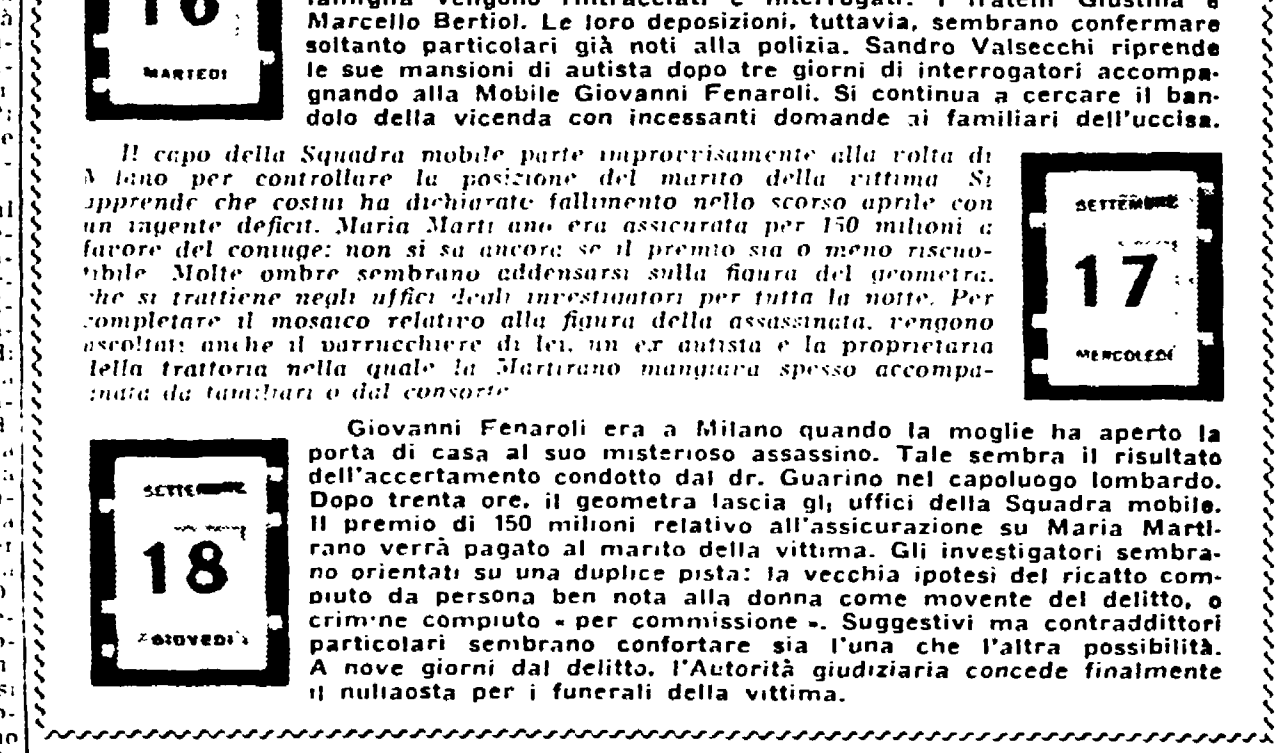 16
MARTEDI
Marcello Bertiol. Le loro deposizioni, tuttavia, sembrano confermare
soltanto particolari già noti alla polizia. Sandro Valsecchi riprende
le sue mansioni di autista dopo tre giorni di interrogatori accompa-
gnando alla Mobile Giovanni Fenaroli. Si continua a cercare il ban-
dolo della vicenda con incessanti domande ai familiari dell'uccisa.
Il capo della Squadra mobile parte improvvisamente alla volta di
Milano per controllare la posizione del marito della vittima Si
apprende che costui ha dichiarato fallimento nello scorso aprile con
un ingente deficit. Maria Martirano era assicurata per 150 milioni a
favore del coniuge: non si sa ancora se il premio sia o meno riscuo-
tibile. Molte ombre sembrano addensarsi sulla figura del geometra,
che si trattiene negli uffici degli investigatori per tutta la notte. Per
completare il mosaico relativo alla figura della assassinata, vengono
ascoltati anche il parrucchiere di lei, un ex autista e la proprietaria
della trattoria nella quale la Martirano mangiava spesso accompa-
gnata da familiari o dal consorte
SETTEMBRE
17
MERCOLEDÍ
SETTEMBRE
18
GIOVEDI
Giovanni Fenaroli era a Milano quando la moglie ha aperto la
porta di casa al suo misterioso assassino. Tale sembra il risultato
dell'accertamento condotto dal dr. Guarino nel capoluogo lombardo.
Dopo trenta ore, il geometra lascia gli uffici della Squadra mobile.
Il premio di 150 milioni relativo all'assicurazione su Maria Marti-
rano verrà pagato al marito della vittima. Gli investigatori sembra-
no orientati su una duplice pista: la vecchia ipotesi del ricatto com-
piuto da persona ben nota alla donna come movente del delitto, o
crimine compiuto « per commissione ». Suggestivi ma contraddittori
particolari sembrano confortare sia l'una che l'altra possibilità.
A nove giorni dal delitto, l'Autorità giudiziaria concede finalmente
il nullaosta per i funerali della vittima.